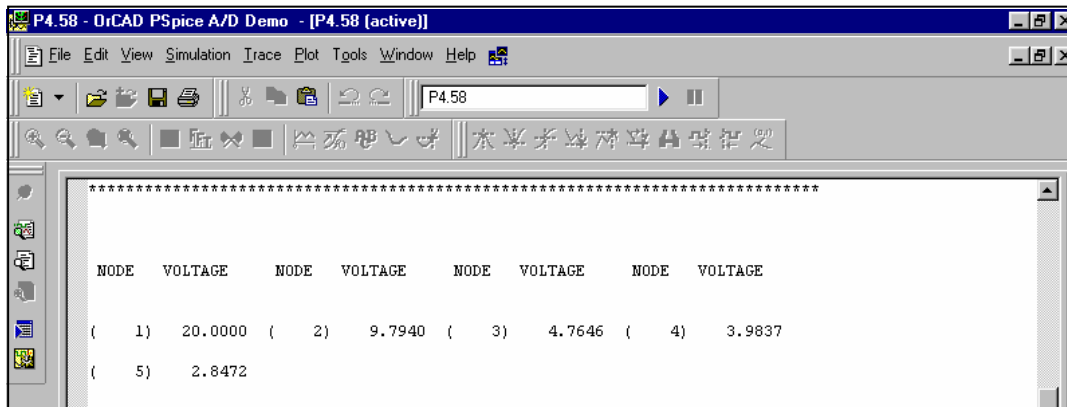 P4.58 - OrCAD PSpice A/D Demo - [P4.58 (active)]
File Edit View Simulation Trace Plot Tools Window Help
P4.58
*******************************************************************************
NODE VOLTAGE NODE VOLTAGE NODE VOLTAGE NODE VOLTAGE
( 1) 20.0000 ( 2) 9.7940 ( 3) 4.7646 ( 4) 3.9837
( 5) 2.8472